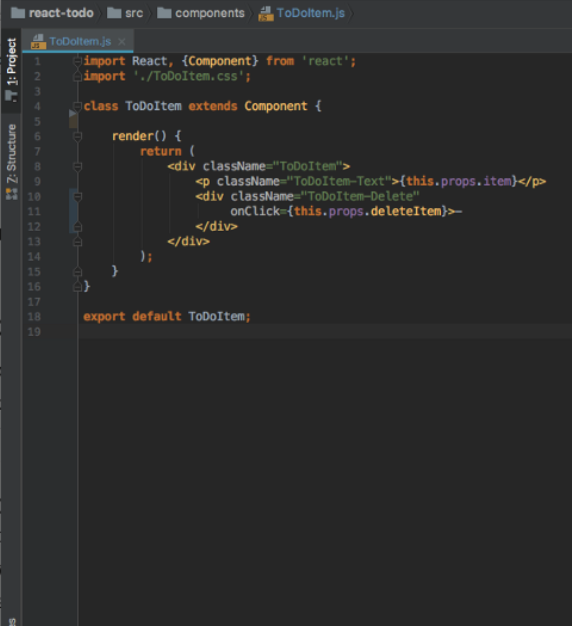 react-todo src components ToDoItem.js
ToDoItem.js
1: Project
7: Structure
1 import React, {Component} from 'react';
2 import './ToDoItem.css';
3
4 class ToDoItem extends Component {
5
6 render() {
7 return (
8 <div className="ToDoItem">
9 <p className="ToDoItem-Text">{this.props.item}</p>
10 <div className="ToDoItem-Delete"
11 onClick={this.props.deleteItem}>-
12 </div>
13 </div>
14 );
15 }
16 }
17
18 export default ToDoItem;
19